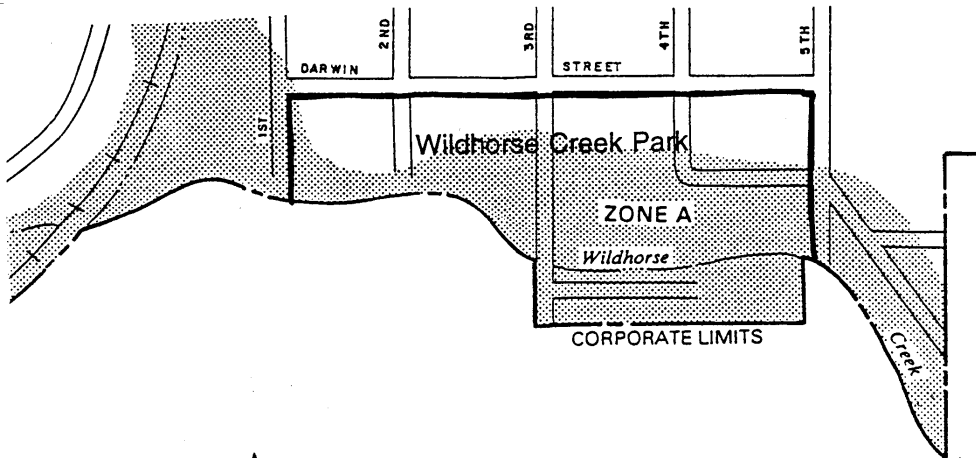 2ND
3RD
4TH
5TH
DARWIN STREET
1ST
Wildhorse Creek Park
ZONE A
Wildhorse
CORPORATE LIMITS
Creek